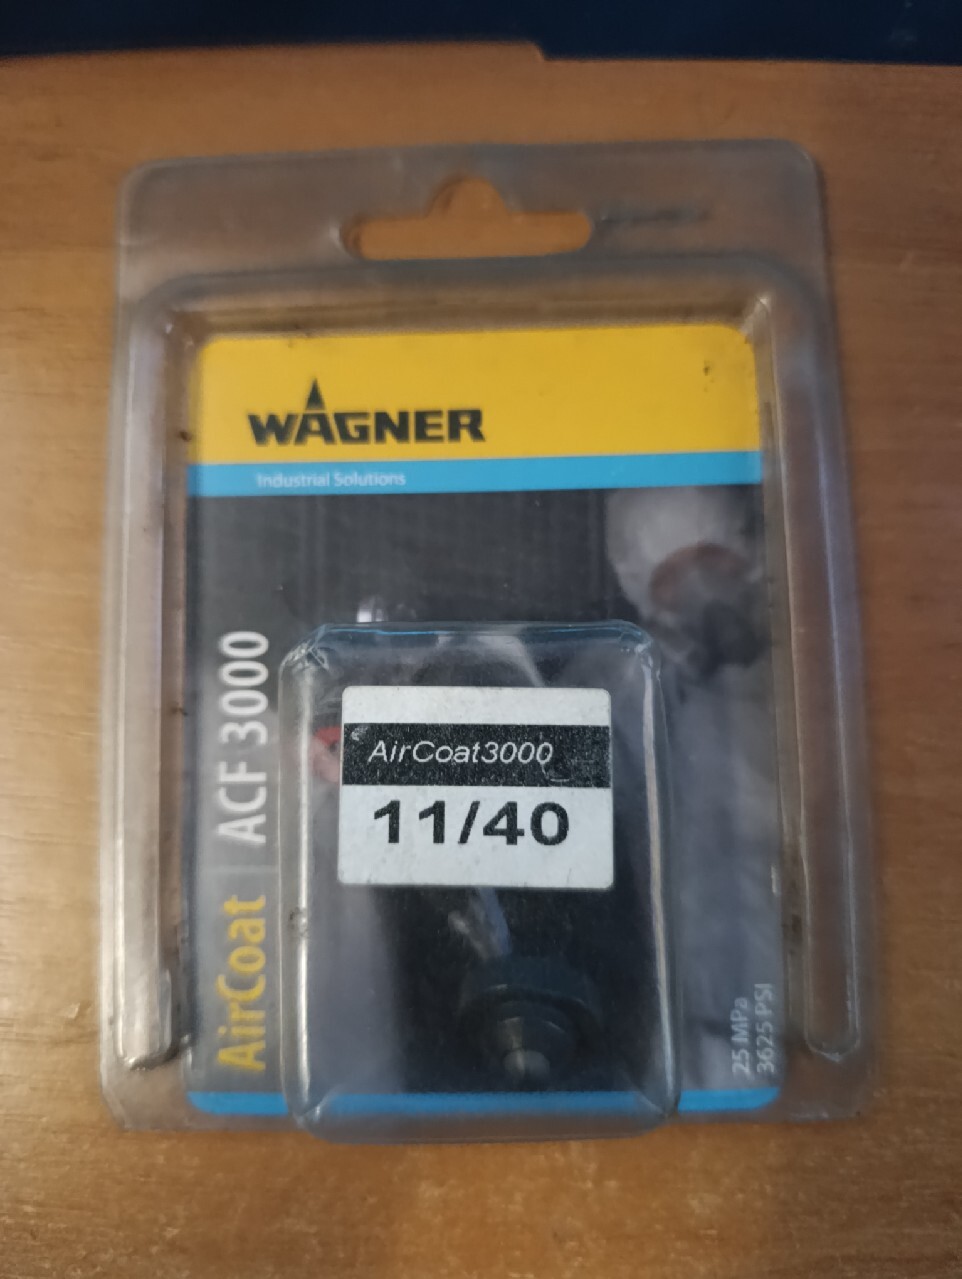 WAGNER
Industrial Solutions
AirCoat | ACF 3000
AirCoat3000
11/40
25 MPa
3625 PSI